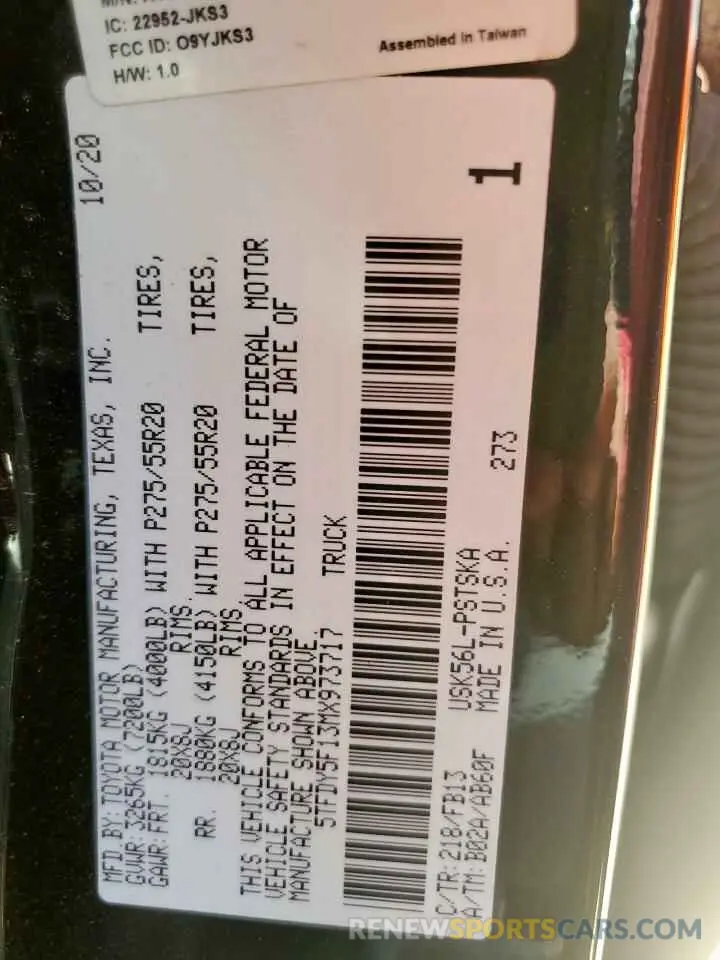 IC: 22952-JKS3
FCC ID: O9YJKS3
H/W: 1.0
Assembled in Taiwan
10/20
MFD.BY: TOYOTA MOTOR MANUFACTURING, TEXAS, INC.
GVWR: 3265KG (7200LB)
GAWR: FRT. 1815KG (4000LB) WITH P275/55R20 TIRES,
20X8J RIMS.
RR. 1880KG (4150LB) WITH P275/55R20 TIRES,
20X8J RIMS
THIS VEHICLE CONFORMS TO ALL APPLICABLE FEDERAL MOTOR
VEHICLE SAFETY STANDARDS IN EFFECT ON THE DATE OF
MANUFACTURE SHOWN ABOVE.
5TFDY5F13MX973717 TRUCK
1
C/TR: 218/FB13 USK56L-PSTSKA
A/TM: B02A/AB60F MADE IN U.S.A. 273
RENEWSPORTSCARS.COM